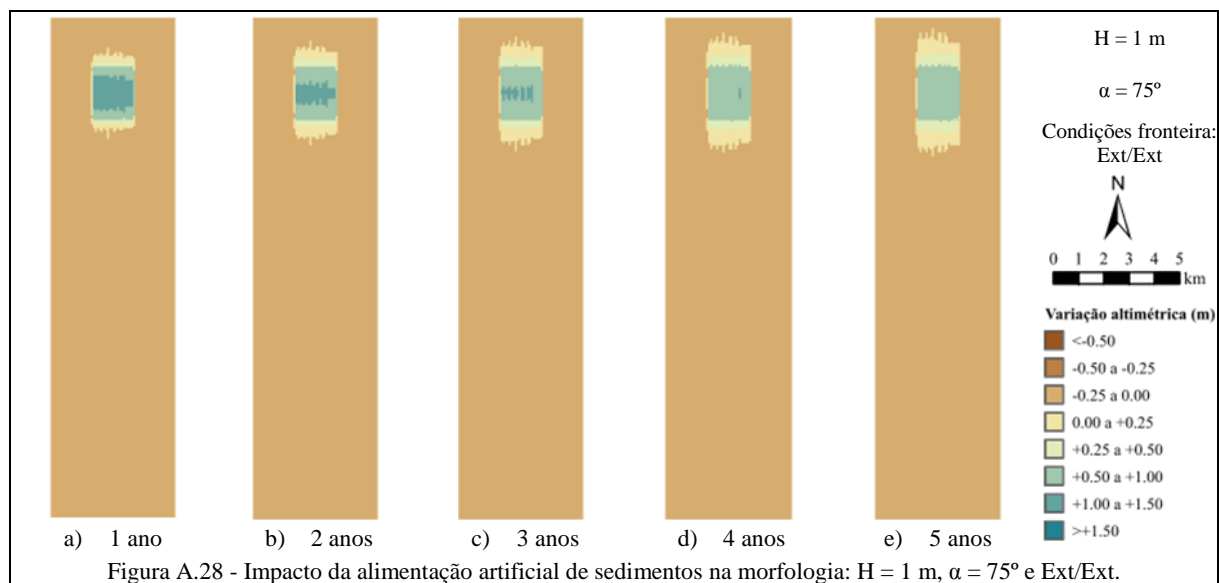 H = 1 m
α = 75º
Condições fronteira:
Ext/Ext
N
0 1 2 3 4 5
km
Variação altimétrica (m)
<-0.50
-0.50 a -0.25
-0.25 a 0.00
0.00 a +0.25
+0.25 a +0.50
+0.50 a +1.00
+1.00 a +1.50
>+1.50
a) 1 ano b) 2 anos c) 3 anos d) 4 anos e) 5 anos
Figura A.28 - Impacto da alimentação artificial de sedimentos na morfologia: H = 1 m, α = 75º e Ext/Ext.